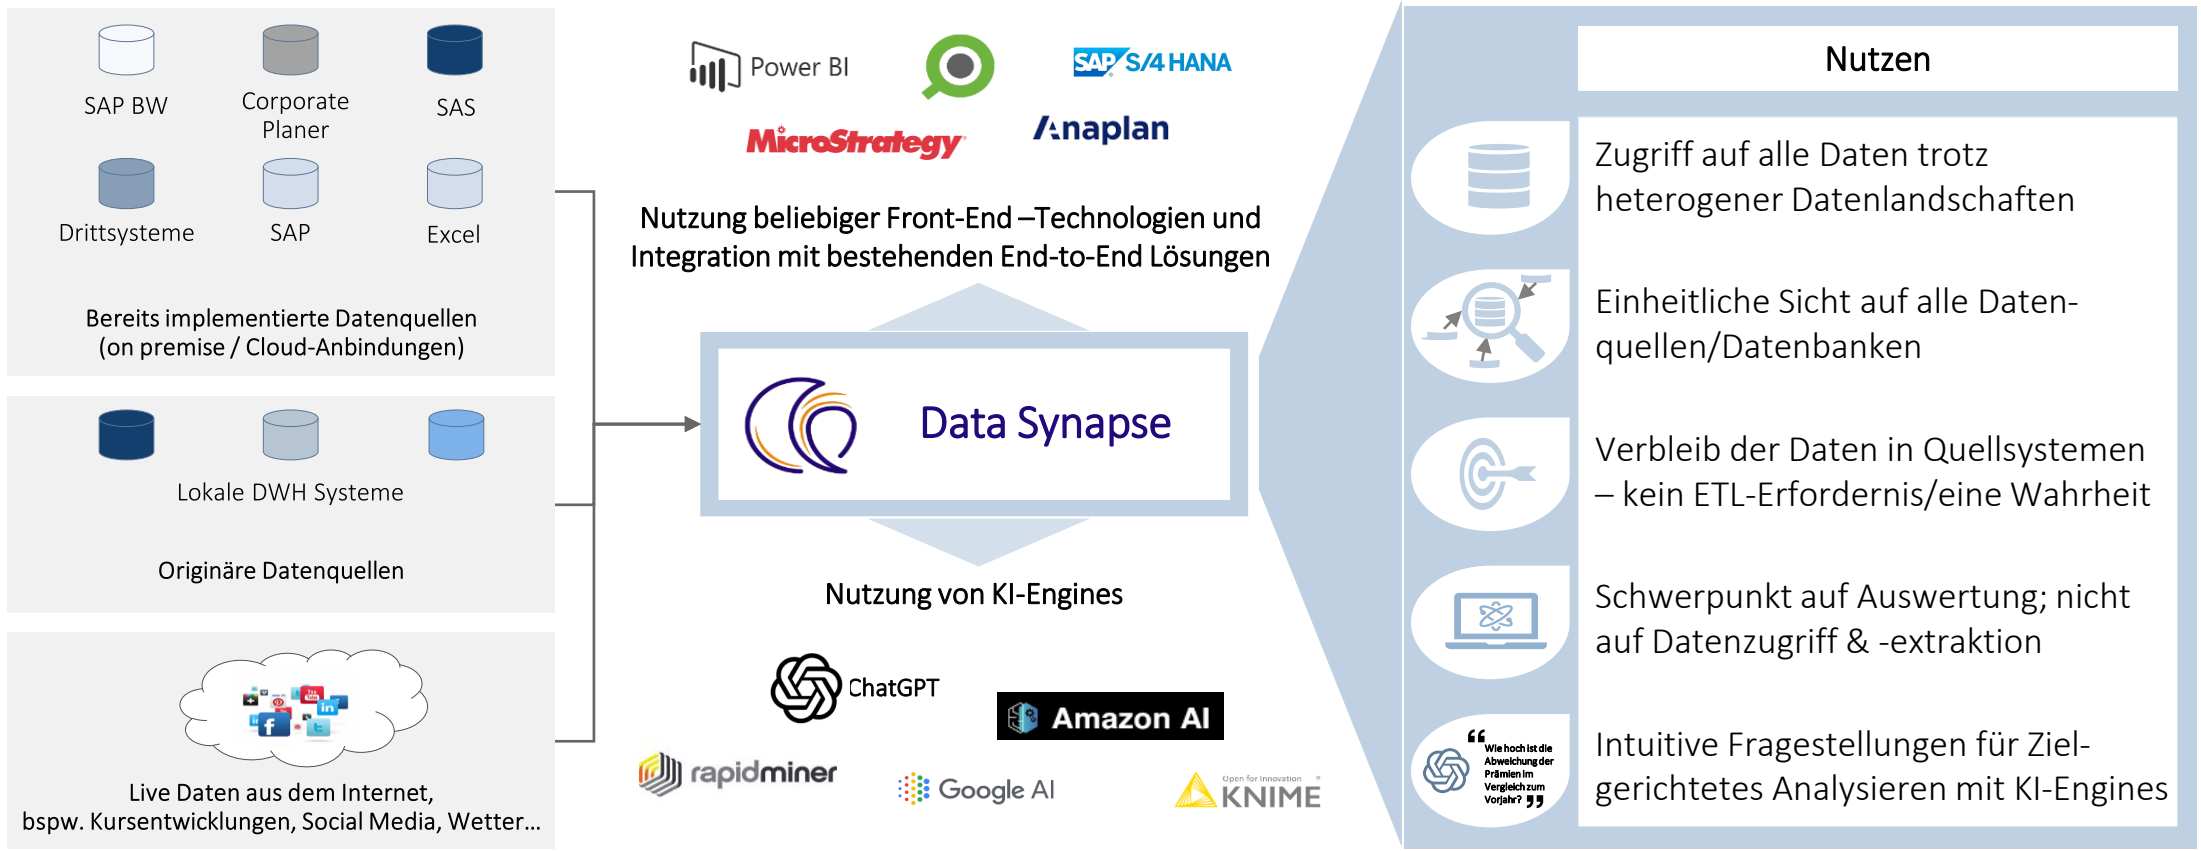 SAP BW
Corporate
Planer
SAS
Drittsysteme
SAP
Excel
Bereits implementierte Datenquellen
(on premise / Cloud-Anbindungen)
Lokale DWH Systeme
Originäre Datenquellen
Live Daten aus dem Internet,
bspw. Kursentwicklungen, Social Media, Wetter...
Power BI
SAP S/4 HANA
MicroStrategy
Anaplan
Nutzung beliebiger Front-End –Technologien und
Integration mit bestehenden End-to-End Lösungen
Data Synapse
Nutzung von KI-Engines
ChatGPT
Amazon AI
rapidminer
Google AI
Open for Innovation
KNIME
Nutzen
Zugriff auf alle Daten trotz
heterogener Datenlandschaften
Einheitliche Sicht auf alle Daten-
quellen/Datenbanken
Verbleib der Daten in Quellsystemen
– kein ETL-Erfordernis/eine Wahrheit
Schwerpunkt auf Auswertung; nicht
auf Datenzugriff & -extraktion
“ Wie hoch ist die
Abweichung der
Prämien im
Vergleich zum
Vorjahr? ”
Intuitive Fragestellungen für Ziel-
gerichtetes Analysieren mit KI-Engines